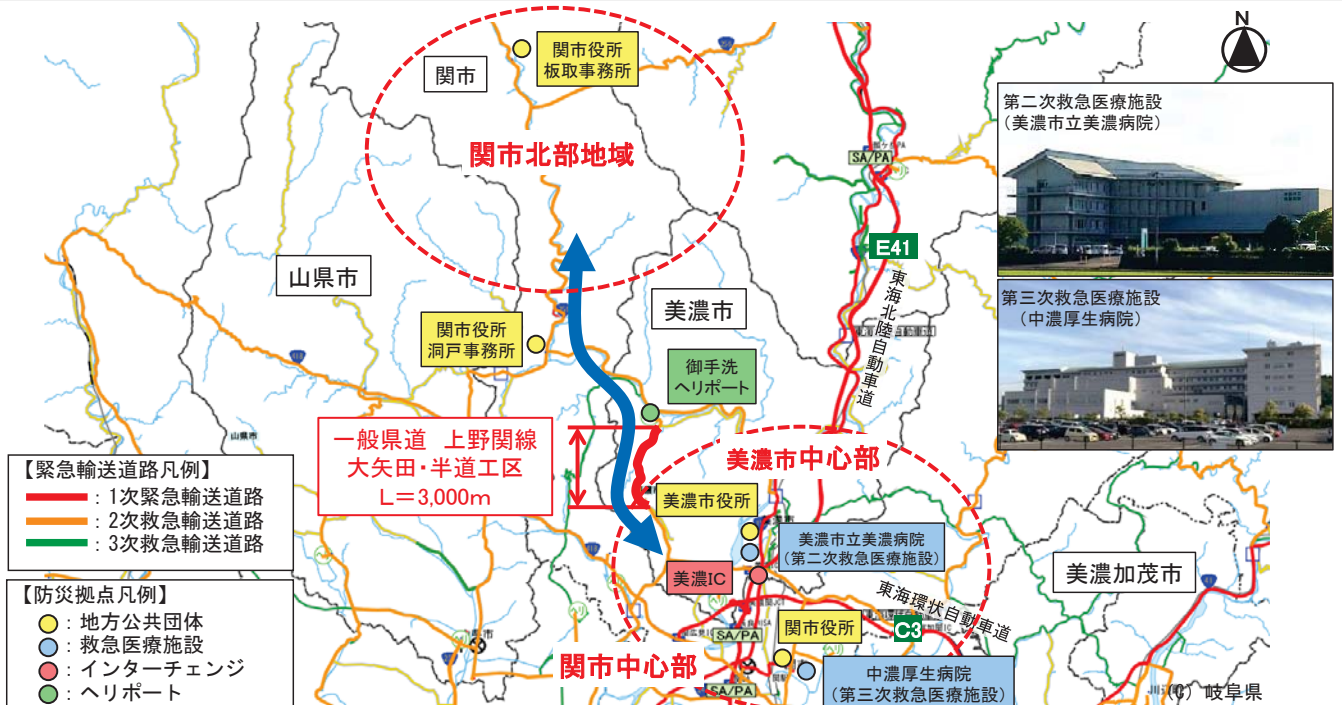 N
関市役所
板取事務所
関市
関市北部地域
SA/PA
第二次救急医療施設
(美濃市立美濃病院)
E41
山県市
東海北陸自動車道
第三次救急医療施設
(中濃厚生病院)
美濃市
関市役所
洞戸事務所
御手洗
ヘリポート
一般県道 上野関線
大矢田・半道工区
L=3,000m
山県市
美濃市中心部
【緊急輸送道路凡例】
：1次緊急輸送道路
：2次救急輸送道路
：3次救急輸送道路
美濃市役所
美濃市立美濃病院
(第二次救急医療施設)
美濃IC
美濃加茂市
41
東海環状自動車道
【防災拠点凡例】
：地方公共団体
：救急医療施設
：インターチェンジ
：ヘリポート
SA/PA
関市役所
C3
関市中心部
中濃厚生病院
(第三次救急医療施設)
SA/PA
(C) 岐阜県